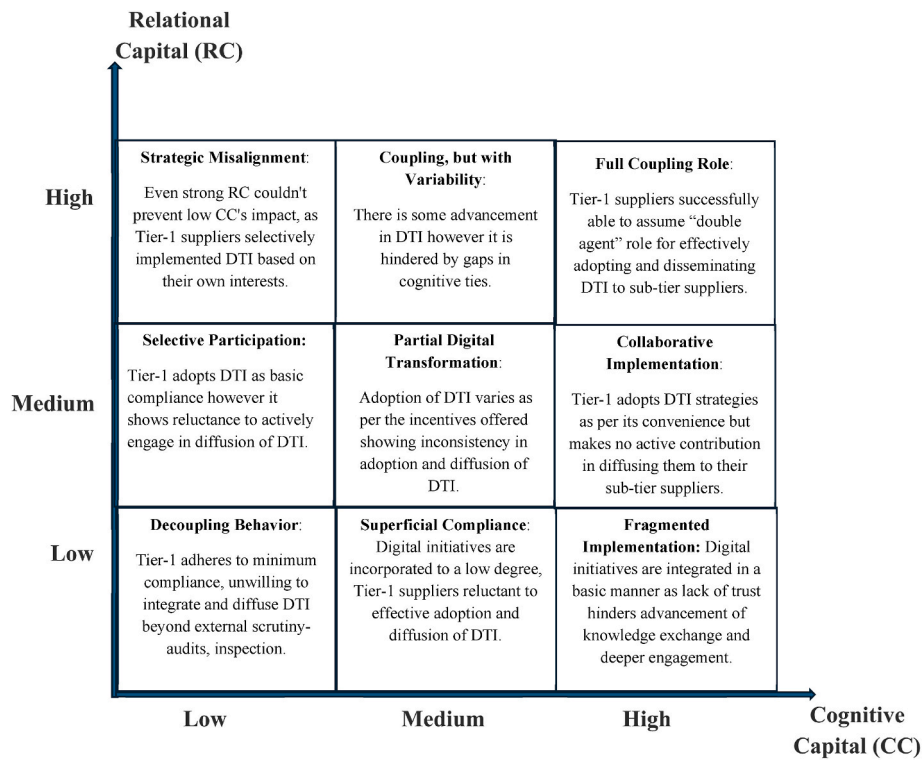 Relational
Capital (RC)
High
Strategic Misalignment:
Even strong RC couldn't
prevent low CC's impact, as
Tier-1 suppliers selectively
implemented DTI based on
their own interests.
Coupling, but with
Variability:
There is some advancement
in DTI however it is
hindered by gaps in
cognitive ties.
Full Coupling Role:
Tier-1 suppliers successfully
able to assume “double
agent” role for effectively
adopting and disseminating
DTI to sub-tier suppliers.
Medium
Selective Participation:
Tier-1 adopts DTI as basic
compliance however it
shows reluctance to actively
engage in diffusion of DTI.
Partial Digital
Transformation:
Adoption of DTI varies as
per the incentives offered
showing inconsistency in
adoption and diffusion of
DTI.
Collaborative
Implementation:
Tier-1 adopts DTI strategies
as per its convenience but
makes no active contribution
in diffusing them to their
sub-tier suppliers.
Low
Decoupling Behavior:
Tier-1 adheres to minimum
compliance, unwilling to
integrate and diffuse DTI
beyond external scrutiny-
audits, inspection.
Superficial Compliance:
Digital initiatives are
incorporated to a low degree,
Tier-1 suppliers reluctant to
effective adoption and
diffusion of DTI.
Fragmented
Implementation: Digital
initiatives are integrated in a
basic manner as lack of trust
hinders advancement of
knowledge exchange and
deeper engagement.
Low
Medium
High
Cognitive
Capital (CC)